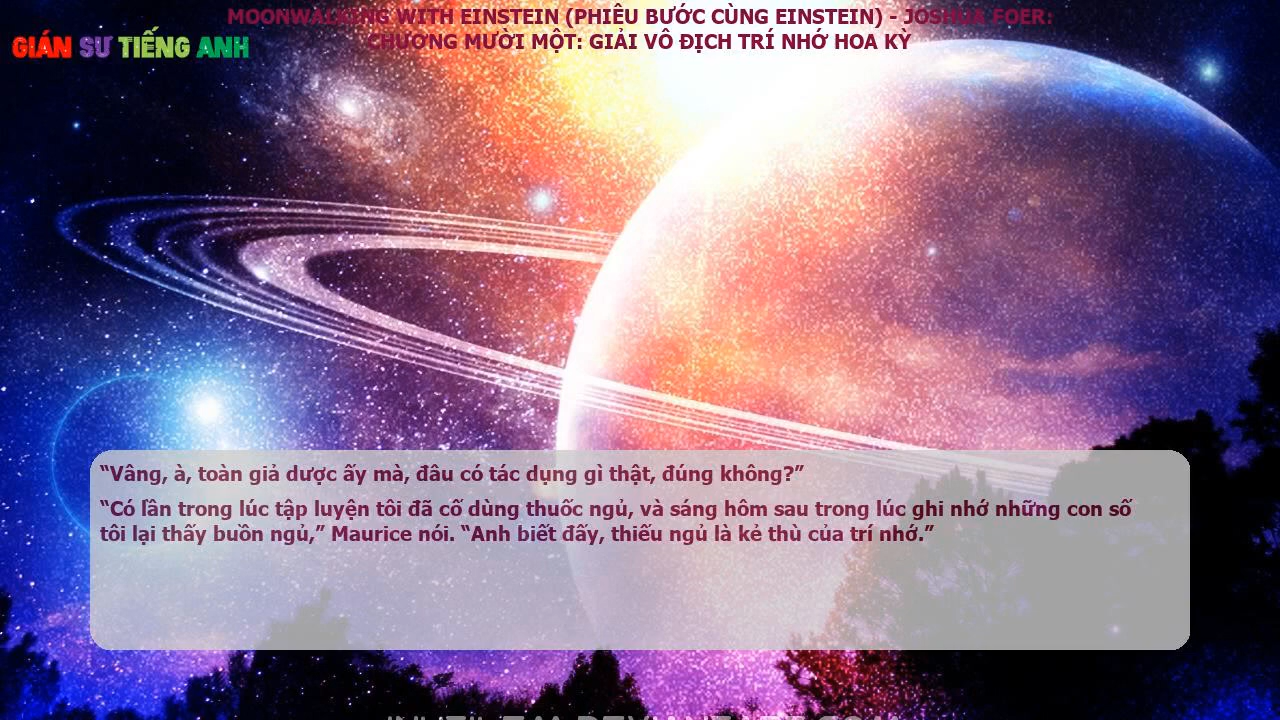 MOONWALKING WITH EINSTEIN (PHIÊU BƯỚC CÙNG EINSTEIN) - JOSHUA FOER:
CHƯƠNG MƯỜI MỘT: GIẢI VÔ ĐỊCH TRÍ NHỚ HOA KỲ
GIÁN SƯ TIẾNG ANH
“Vâng, à, toàn giả dược ấy mà, đâu có tác dụng gì thật, đúng không?”
“Có lần trong lúc tập luyện tôi đã cố dùng thuốc ngủ, và sáng hôm sau trong lúc ghi nhớ những con số
tôi lại thấy buồn ngủ,” Maurice nói. “Anh biết đấy, thiếu ngủ là kẻ thù của trí nhớ.”